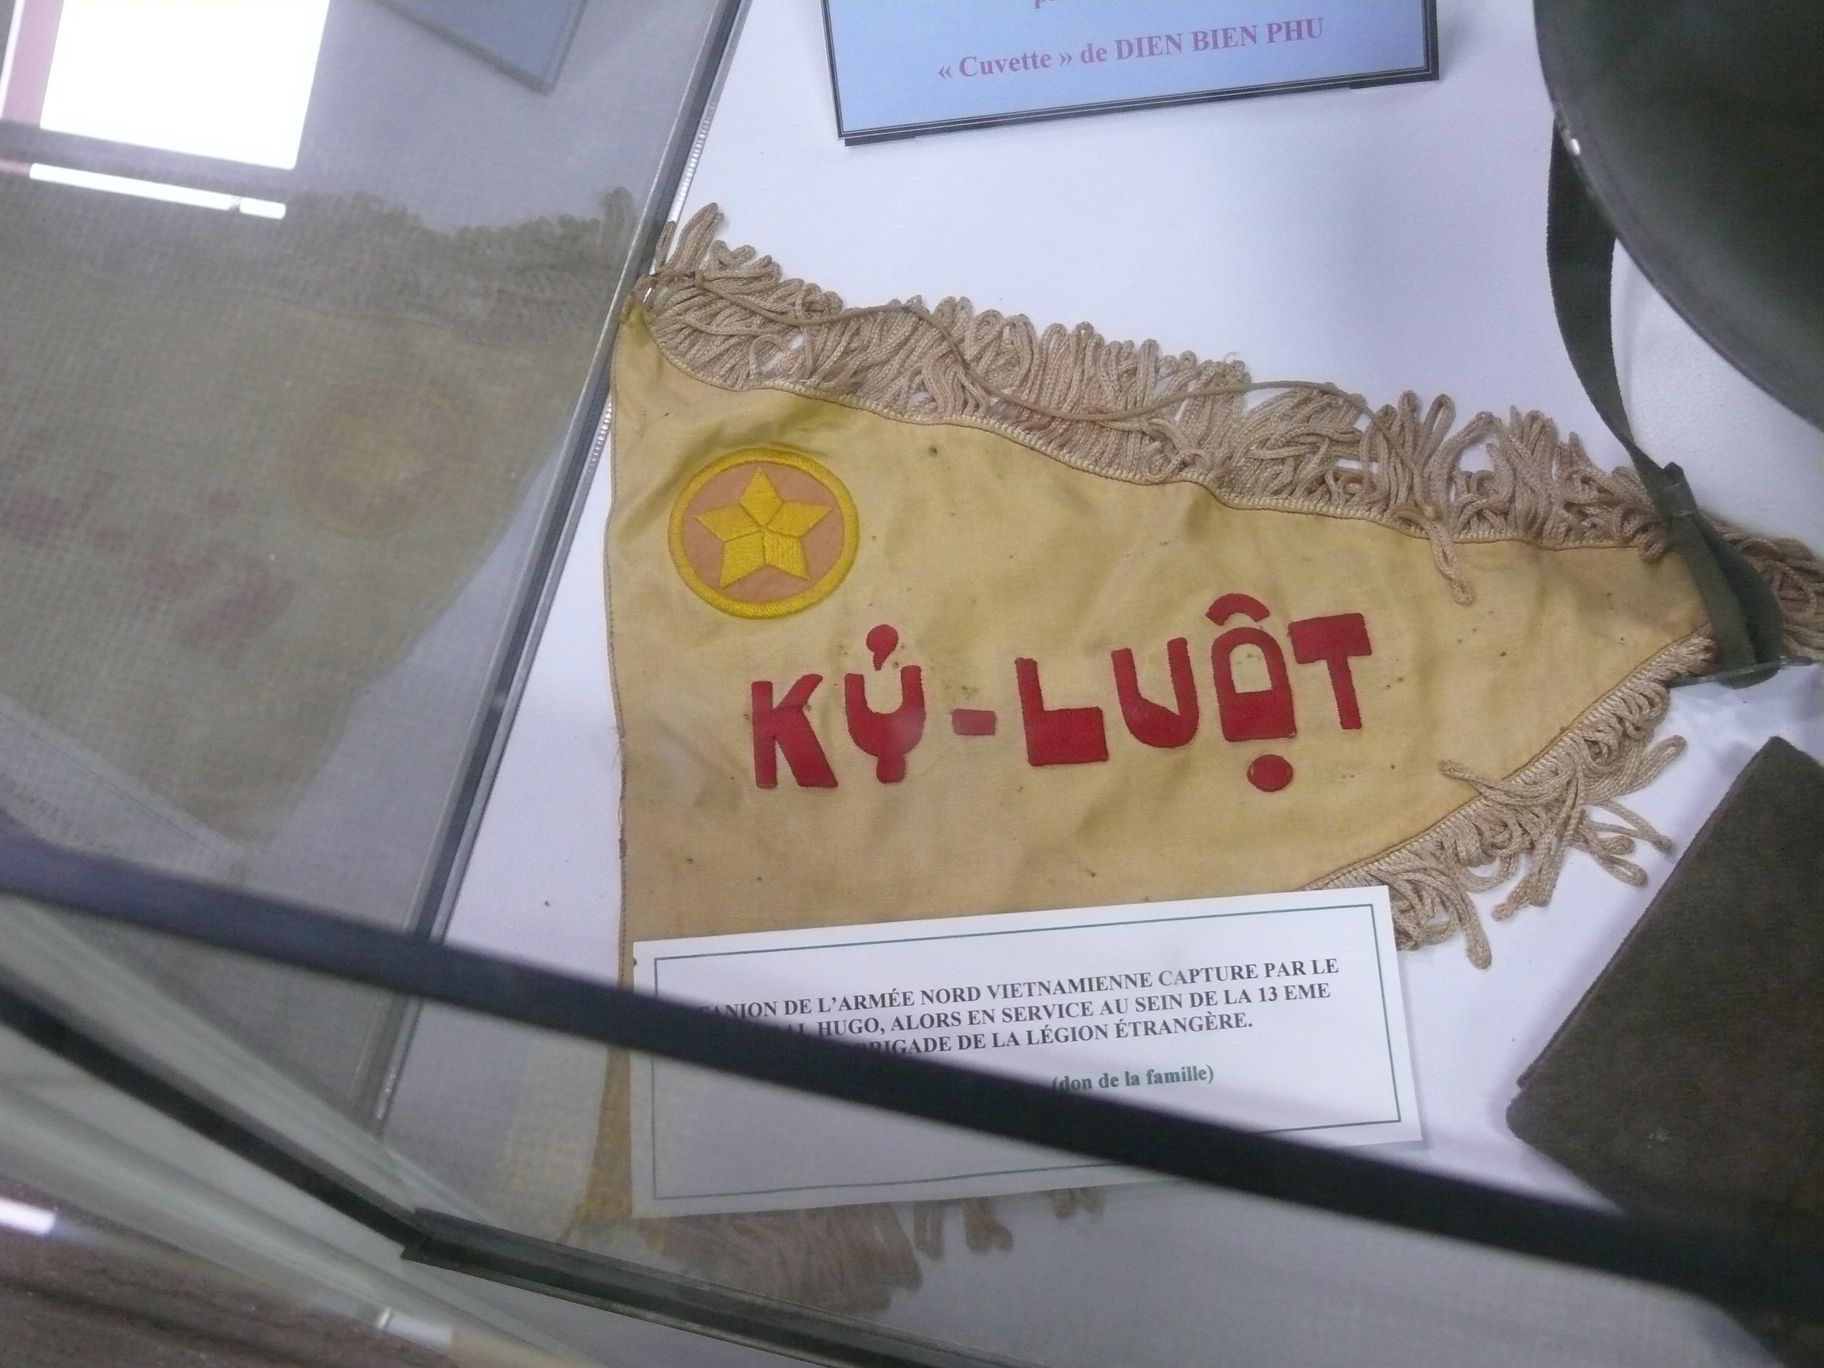 « Cuvette » de DIEN BIEN PHU
KỶ-LUẬT
DE L'ARMÉE NORD VIETNAMIENNE CAPTURE PAR LE
HUGO, ALORS EN SERVICE AU SEIN DE LA 13 EME
BRIGADE DE LA LÉGION ÉTRANGÈRE.
(don de la famille)